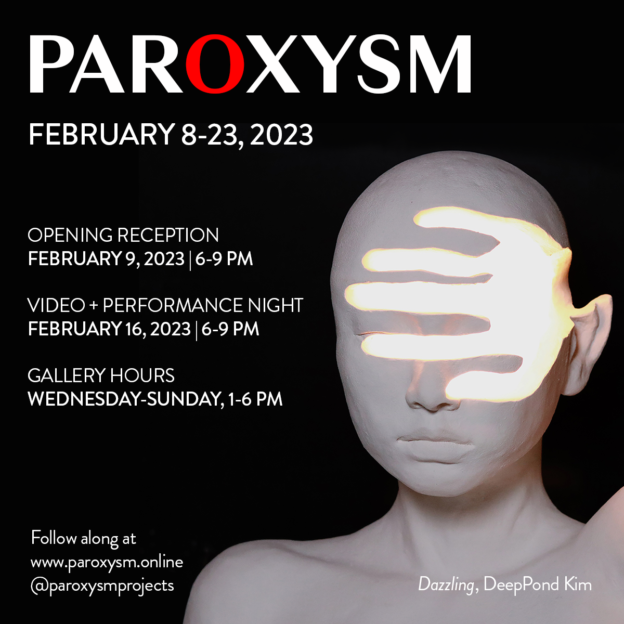 PAROXYSM
FEBRUARY 8-23, 2023
OPENING RECEPTION
FEBRUARY 9, 2023 | 6-9 PM
VIDEO + PERFORMANCE NIGHT
FEBRUARY 16, 2023 | 6-9 PM
GALLERY HOURS
WEDNESDAY-SUNDAY, 1-6 PM
Follow along at
www.paroxysm.online
@paroxysmprojects
Dazzling, DeepPond Kim